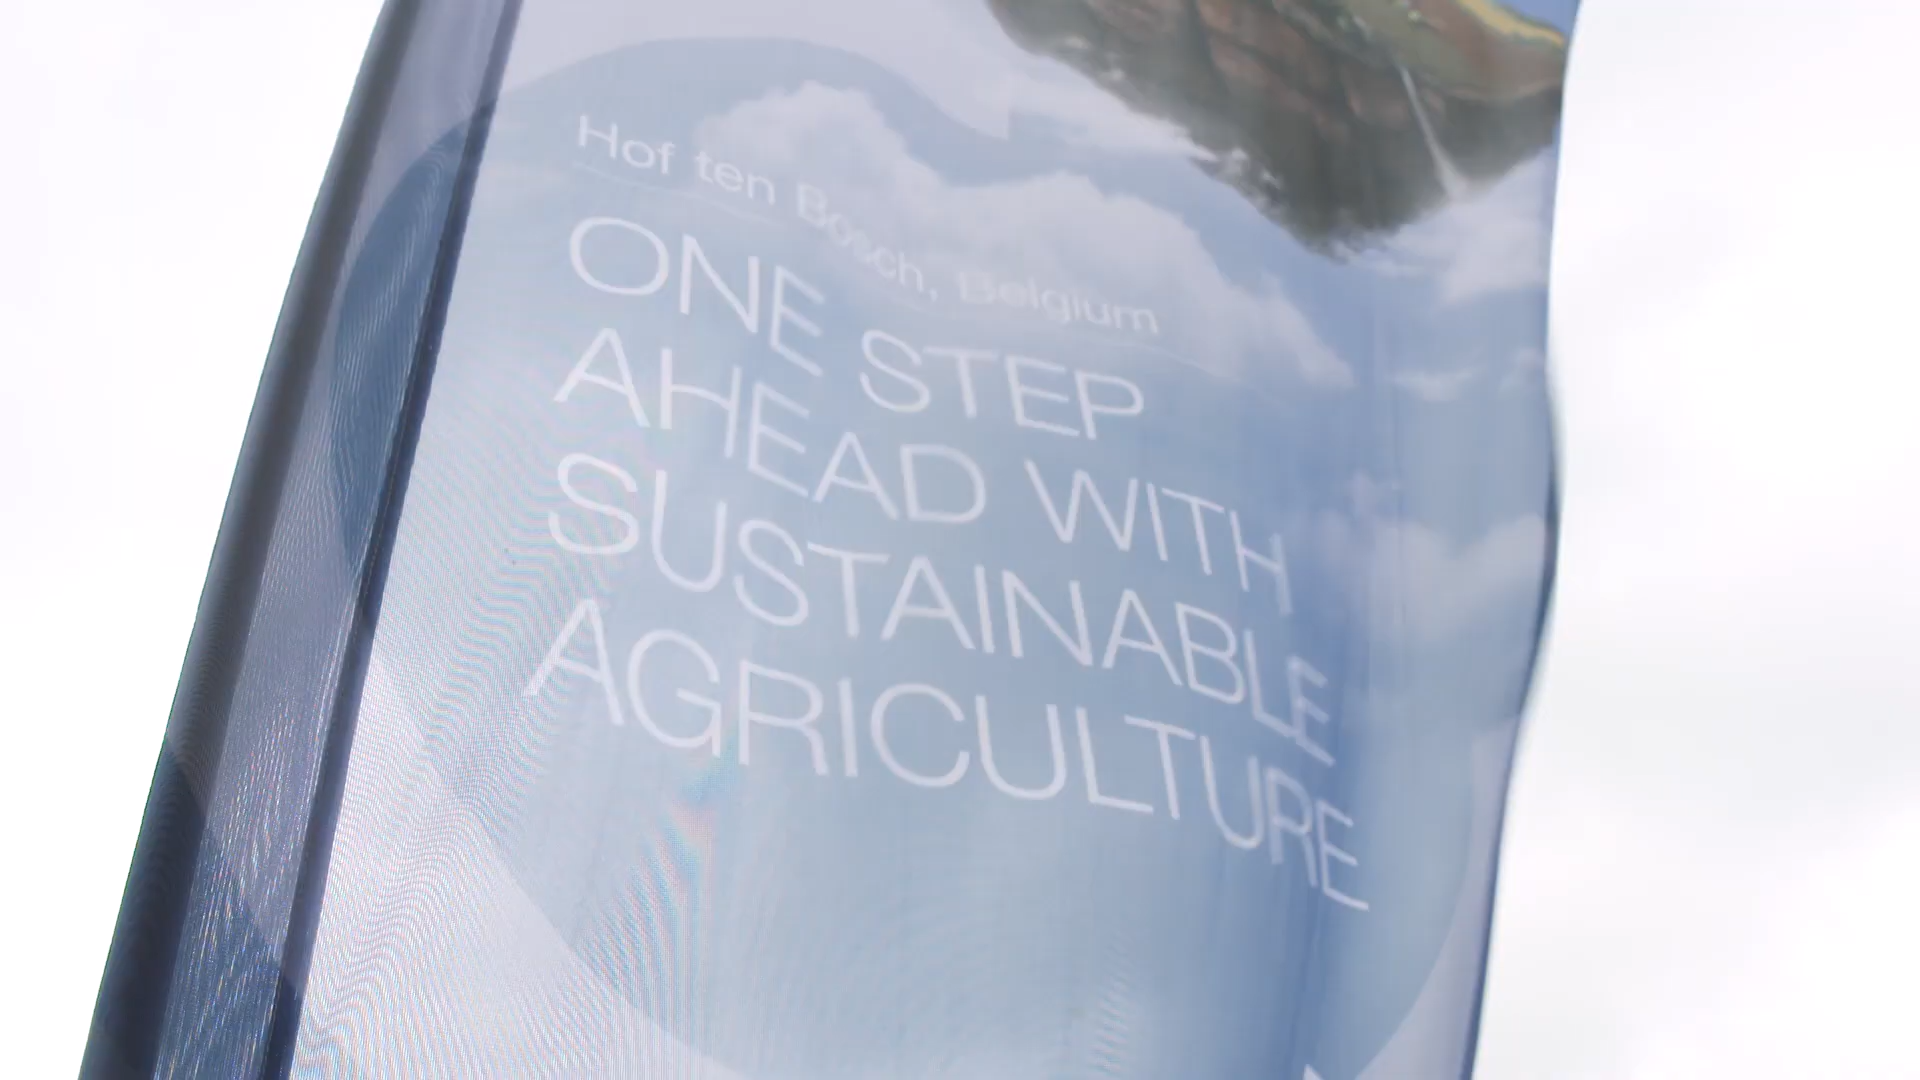 Hof ten Bosch, Belgium
ONE STEP
AHEAD WITH
SUSTAINABLE
AGRICULTURE